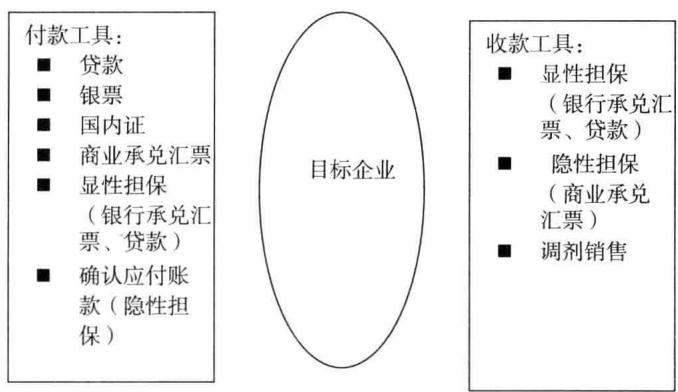 付款工具：
■ 贷款
■ 银票
■ 国内证
■ 商业承兑汇票
■ 显性担保
（银行承兑汇
票、贷款）
■ 确认应付账
款（隐性担
保）
目标企业
收款工具：
■ 显性担保
（银行承兑汇
票、贷款）
■ 隐性担保
（商业承兑
汇票）
■ 调剂销售